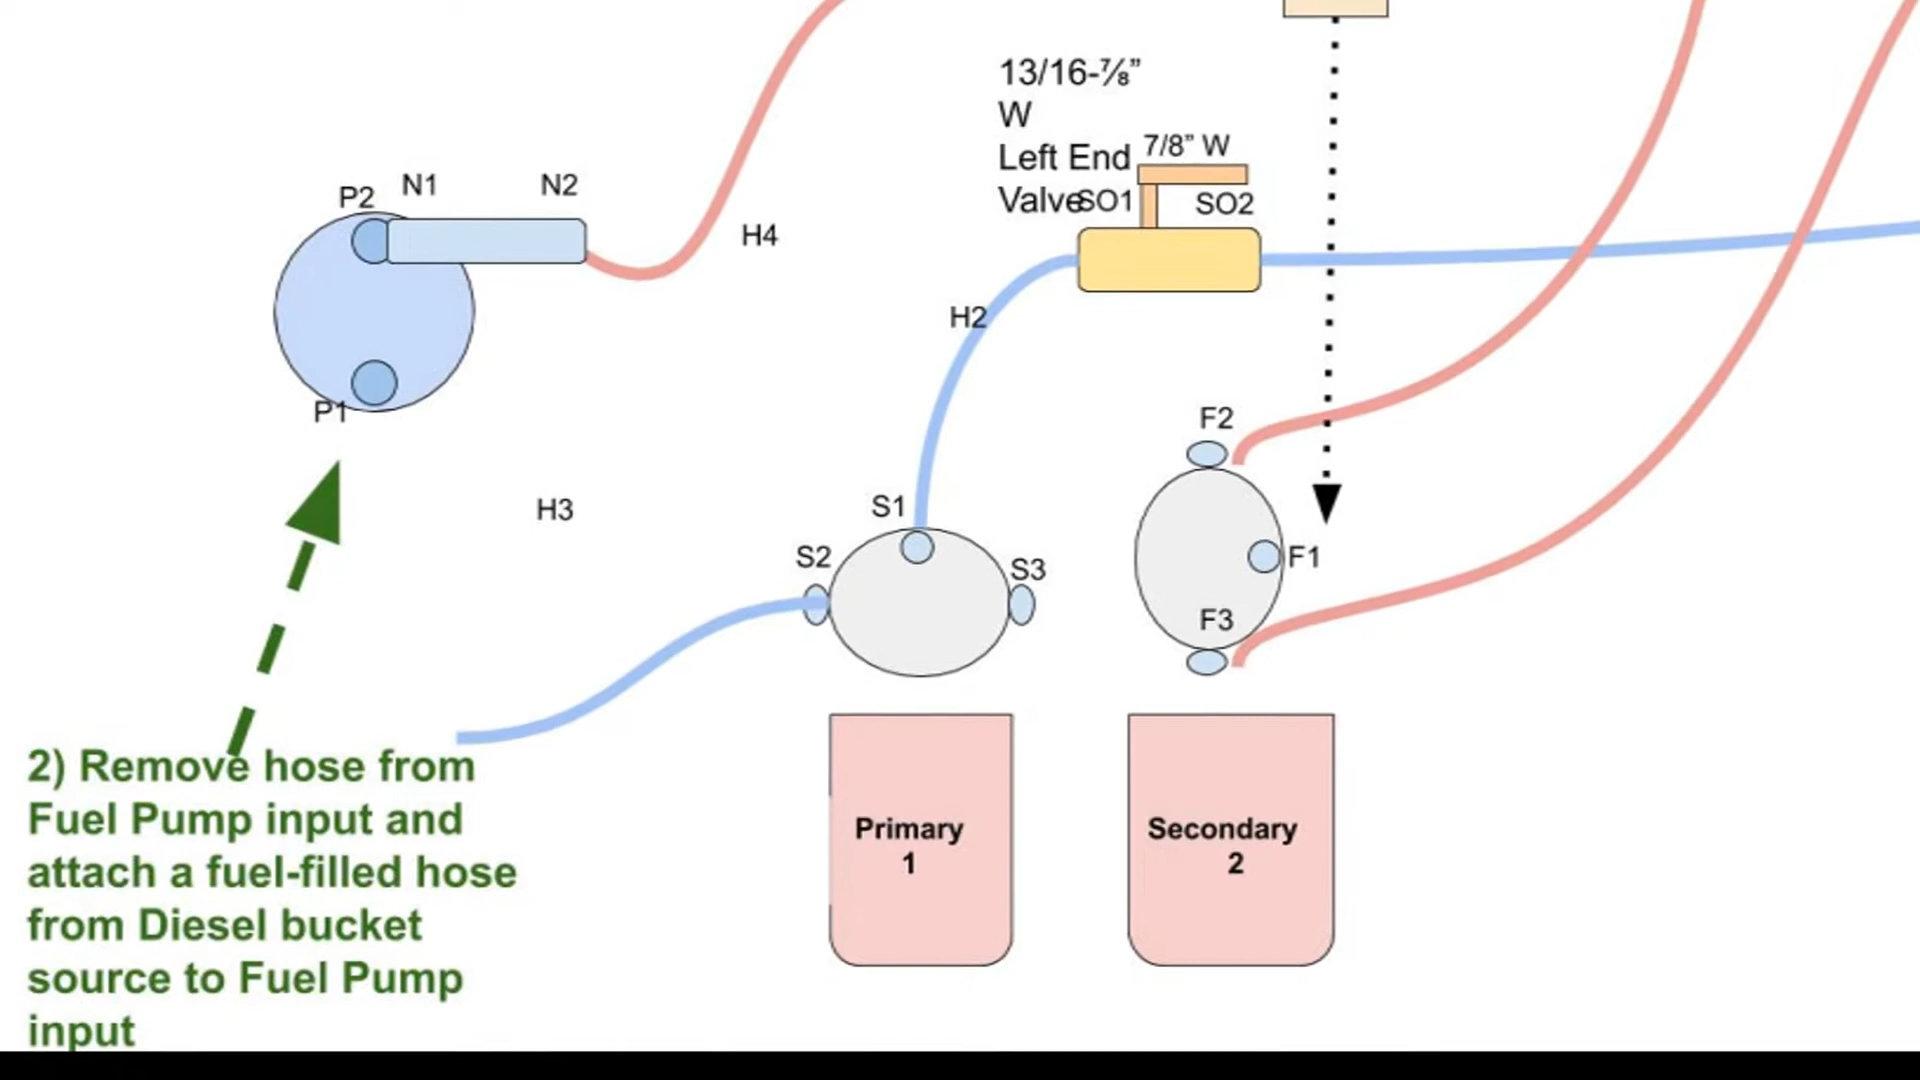 13/16-⅞”
W
Left End
Valve
7/8” W
SO1
SO2
P2
N1
N2
H4
H2
P1
F2
H3
S1
S2
S3
F1
F3
Primary
1
Secondary
2
2) Remove hose from
Fuel Pump input and
attach a fuel-filled hose
from Diesel bucket
source to Fuel Pump
input